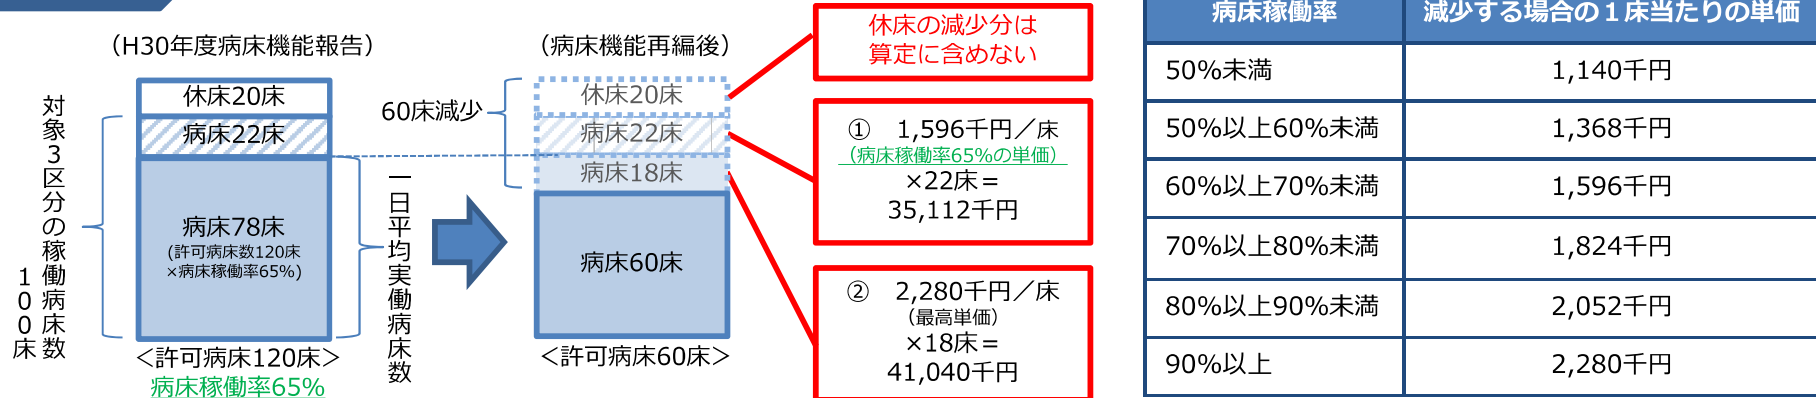 （H30年度病床機能報告）
休床20床
病床22床
病床78床
(許可病床数120床
×病床稼働率65%)
対象3区分の稼働病床数
100床
一日平均実働病床数
＜許可病床120床＞
病床稼働率65%
（病床機能再編後）
60床減少
休床20床
病床22床
病床18床
病床60床
＜許可病床60床＞
休床の減少分は
算定に含めない
① 1,596千円／床
（病床稼働率65%の単価）
×22床＝
35,112千円
② 2,280千円／床
（最高単価）
×18床＝
41,040千円
病床稼働率 減少する場合の１床当たりの単価
50%未満 1,140千円
50%以上60%未満 1,368千円
60%以上70%未満 1,596千円
70%以上80%未満 1,824千円
80%以上90%未満 2,052千円
90%以上 2,280千円